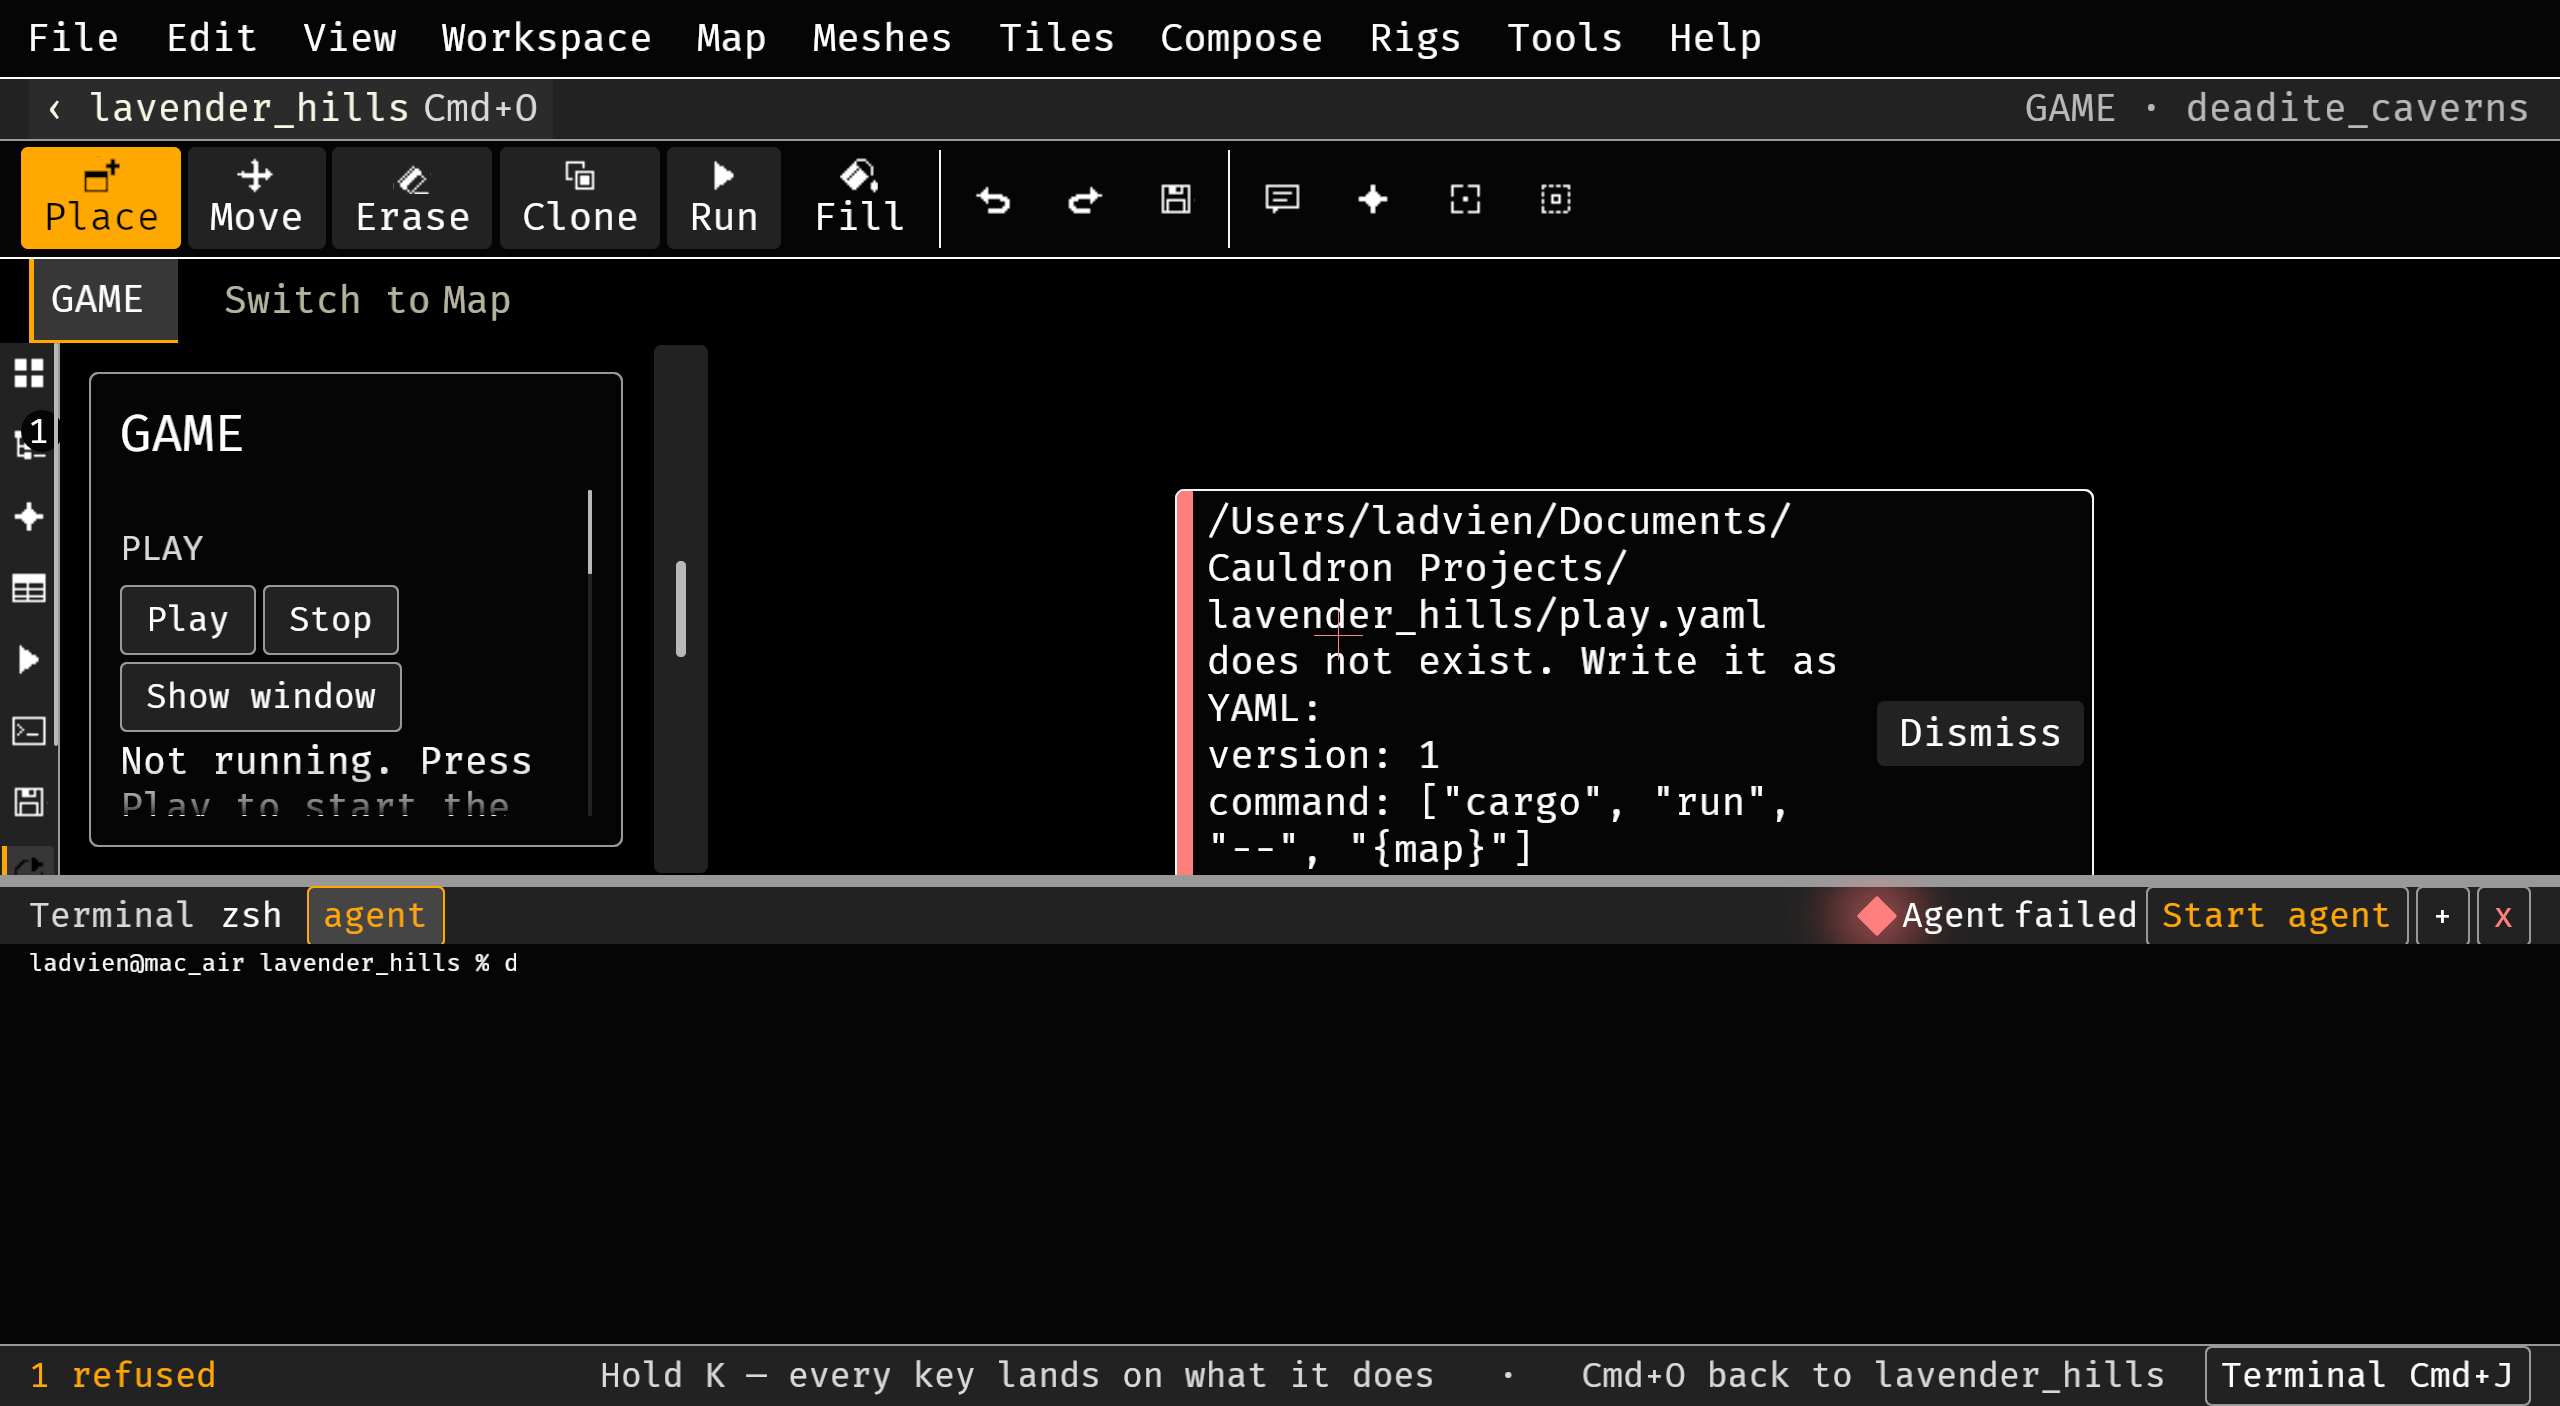 File Edit View Workspace Map Meshes Tiles Compose Rigs Tools Help
‹ lavender_hills Cmd+O
GAME · deadite_caverns
Place Move Erase Clone Run Fill
GAME Switch to Map
1
GAME
PLAY
Play Stop
Show window
Not running. Press
Play to start the
/Users/ladvien/Documents/
Cauldron Projects/
lavender_hills/play.yaml
does not exist. Write it as
YAML:
version: 1
command: ["cargo", "run",
"--", "{map}"]
Dismiss
Terminal zsh agent
Agent failed Start agent + x
ladvien@mac_air lavender_hills % d
1 refused
Hold K — every key lands on what it does · Cmd+O back to lavender_hills
Terminal Cmd+J